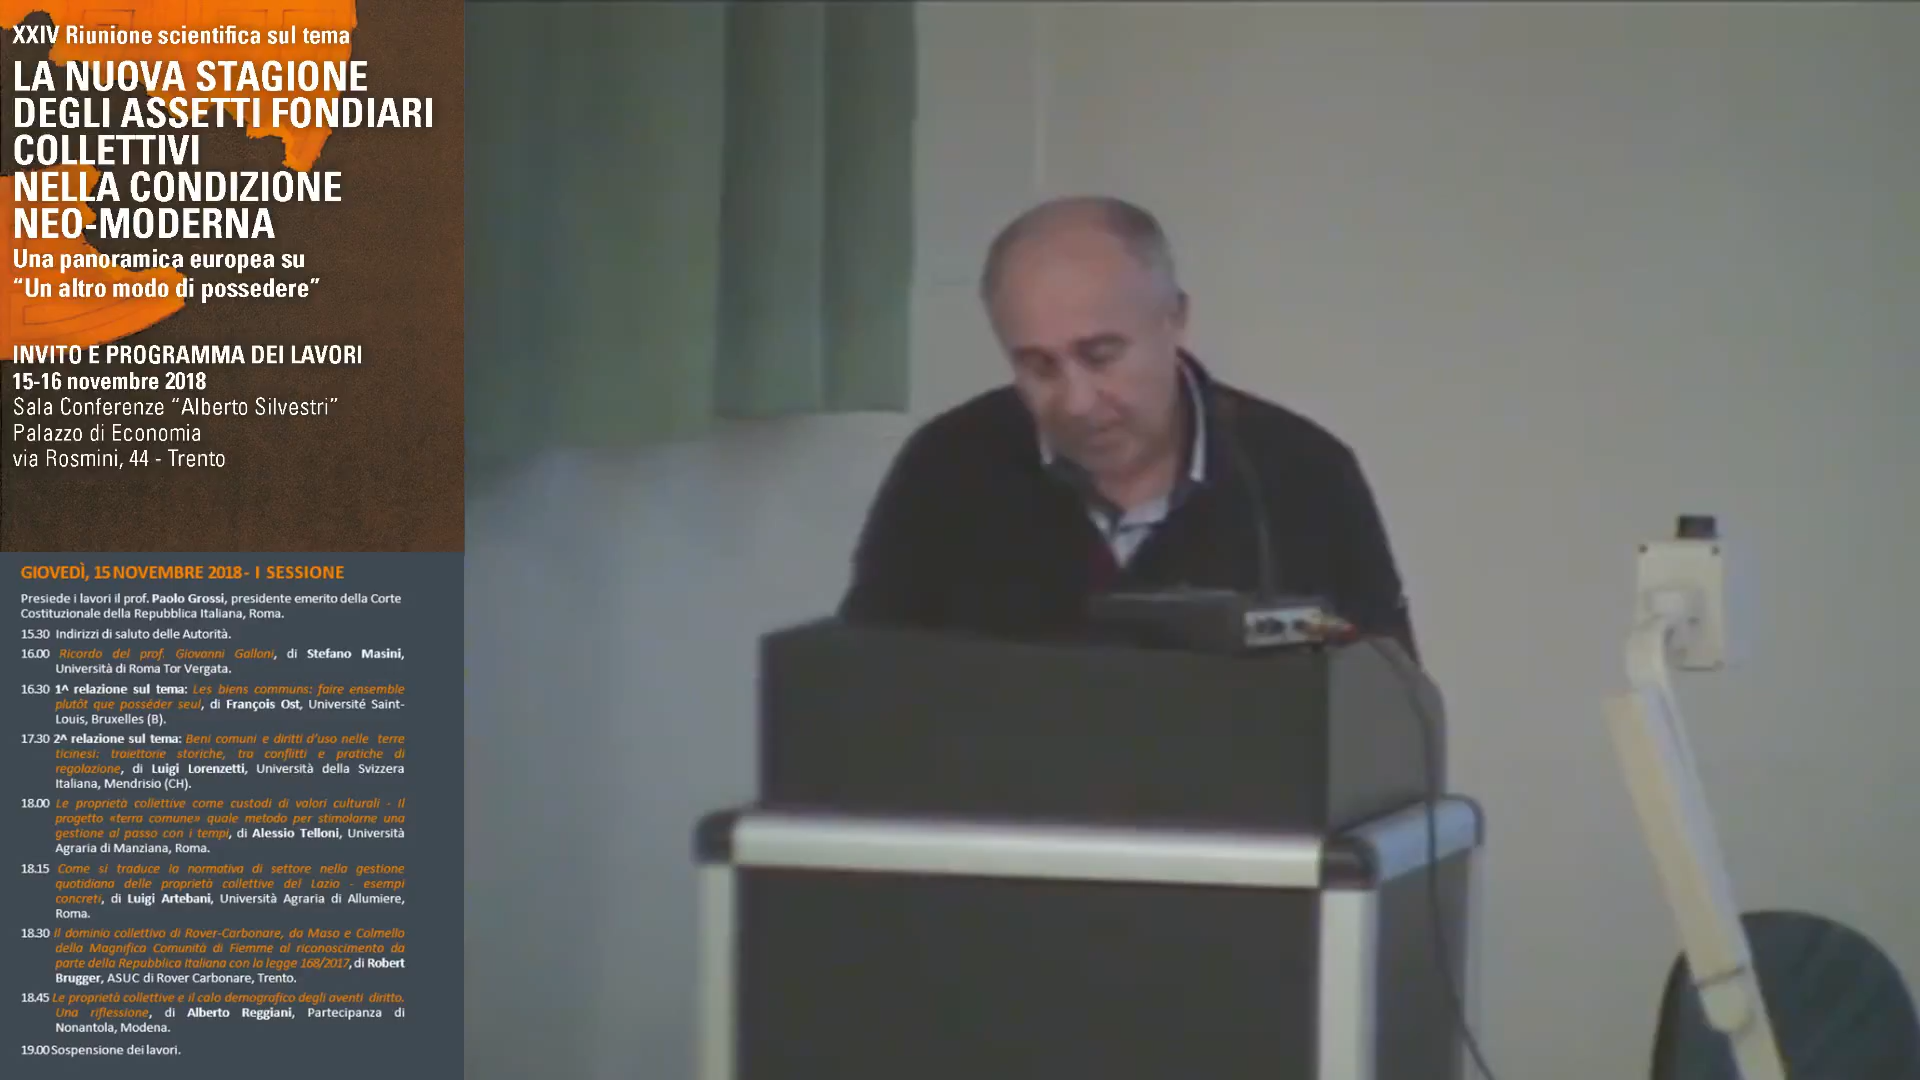 XXIV Riunione scientifica sul tema
LA NUOVA STAGIONE
DEGLI ASSETTI FONDIARI
COLLETTIVI
NELLA CONDIZIONE
NEO-MODERNA
Una panoramica europea su
“Un altro modo di possedere”
INVITO E PROGRAMMA DEI LAVORI
15-16 novembre 2018
Sala Conferenze “Alberto Silvestri”
Palazzo di Economia
via Rosmini, 44 - Trento
GIOVEDÌ, 15 NOVEMBRE 2018 - I SESSIONE
Presiede i lavori il prof. Paolo Grossi, presidente emerito della Corte
Costituzionale della Repubblica Italiana, Roma.
15.30 Indirizzi di saluto delle Autorità.
16.00 Ricordo del prof. Giovanni Galloni, di Stefano Masini,
Università di Roma Tor Vergata.
16.30 1^ relazione sul tema: Les biens communs: faire ensemble
plutôt que posséder seul, di François Ost, Université Saint-
Louis, Bruxelles (B).
17.30 2^ relazione sul tema: Beni comuni e diritti d’uso nelle terre
ticinesi: traiettorie storiche, tra conflitti e pratiche di
regolazione, di Luigi Lorenzetti, Università della Svizzera
Italiana, Mendrisio (CH).
18.00 Le proprietà collettive come custodi di valori culturali - Il
progetto «terra comune» quale metodo per stimolarne una
gestione al passo con i tempi, di Alessio Telloni, Università
Agraria di Manziana, Roma.
18.15 Come si traduce la normativa di settore nella gestione
quotidiana delle proprietà collettive del Lazio - esempi
concreti, di Luigi Artebani, Università Agraria di Allumiere,
Roma.
18.30 Il dominio collettivo di Rover-Carbonare, da Maso e Colmello
della Magnifica Comunità di Fiemme al riconoscimento da
parte della Repubblica Italiana con la legge 168/2017, di Robert
Brugger, ASUC di Rover Carbonare, Trento.
18.45 Le proprietà collettive e il calo demografico degli aventi diritto.
Una riflessione, di Alberto Reggiani, Partecipanza di
Nonantola, Modena.
19.00 Sospensione dei lavori.